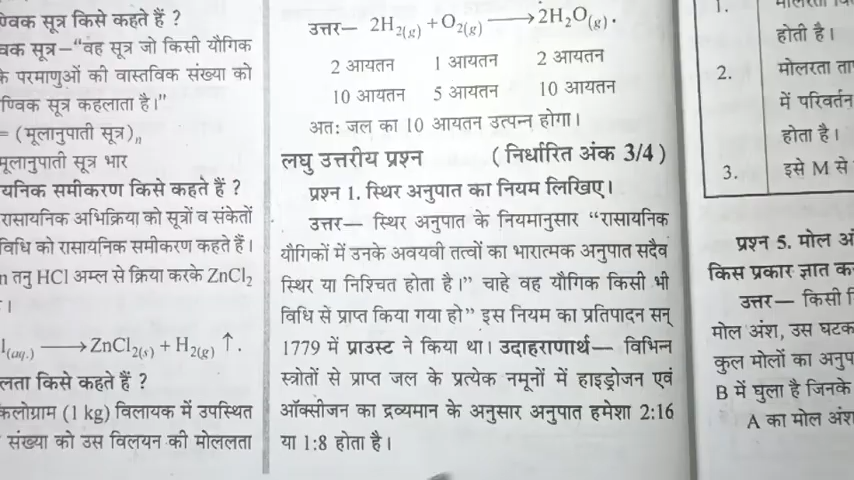 ण्विक सूत्र किसे कहते हैं ?
वक सूत्र–“वह सूत्र जो किसी यौगिक
के परमाणुओं की वास्तविक संख्या को
ण्विक सूत्र कहलाता है।”
= (मूलानुपाती सूत्र)n
मूलानुपाती सूत्र भार
यनिक समीकरण किसे कहते हैं ?
रासायनिक अभिक्रिया को सूत्रों व संकेतों
विधि को रासायनिक समीकरण कहते हैं।
n तनु HCl अम्ल से क्रिया करके ZnCl2
।
l(aq.) ⟶ ZnCl2(s) + H2(g) ↑.
लता किसे कहते हैं ?
किलोग्राम (1 kg) विलायक में उपस्थित
संख्या को उस विलयन की मोललता
उत्तर— 2H2(g) + O2(g) ⟶ 2H2O(g).
2 आयतन 1 आयतन 2 आयतन
10 आयतन 5 आयतन 10 आयतन
अतः जल का 10 आयतन उत्पन्न होगा।
लघु उत्तरीय प्रश्न (निर्धारित अंक 3/4)
प्रश्न 1. स्थिर अनुपात का नियम लिखिए।
उत्तर— स्थिर अनुपात के नियमानुसार “रासायनिक
यौगिकों में उनके अवयवी तत्वों का भारात्मक अनुपात सदैव
स्थिर या निश्चित होता है।” चाहे वह यौगिक किसी भी
विधि से प्राप्त किया गया हो” इस नियम का प्रतिपादन सन्
1779 में प्राउस्ट ने किया था। उदाहराणार्थ— विभिन्न
स्त्रोतों से प्राप्त जल के प्रत्येक नमूनों में हाइड्रोजन एवं
ऑक्सीजन का द्रव्यमान के अनुसार अनुपात हमेशा 2:16
या 1:8 होता है।
1.
होती है।
2. मोलरता ता
में परिवर्तन
होता है।
3. इसे M से
प्रश्न 5. मोल अं
किस प्रकार ज्ञात क
उत्तर— किसी f
मोल अंश, उस घटक
कुल मोलों का अनुप
B में घुला है जिनके
A का मोल अंश